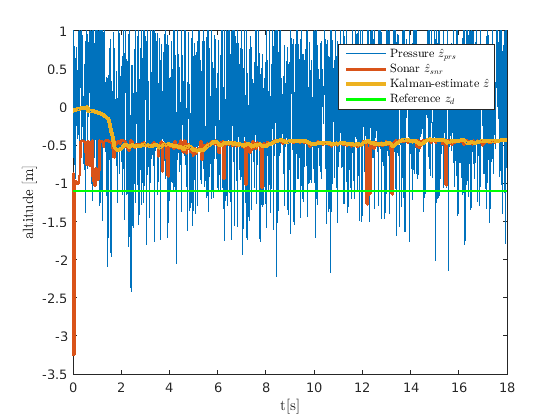 1
0.5
0
-0.5
-1
-1.5
-2
-2.5
-3
-3.5
0 2 4 6 8 10 12 14 16 18
altitude [m]
t[s]
Pressure ẑ_prs
Sonar ẑ_snr
Kalman-estimate ẑ
Reference z_d